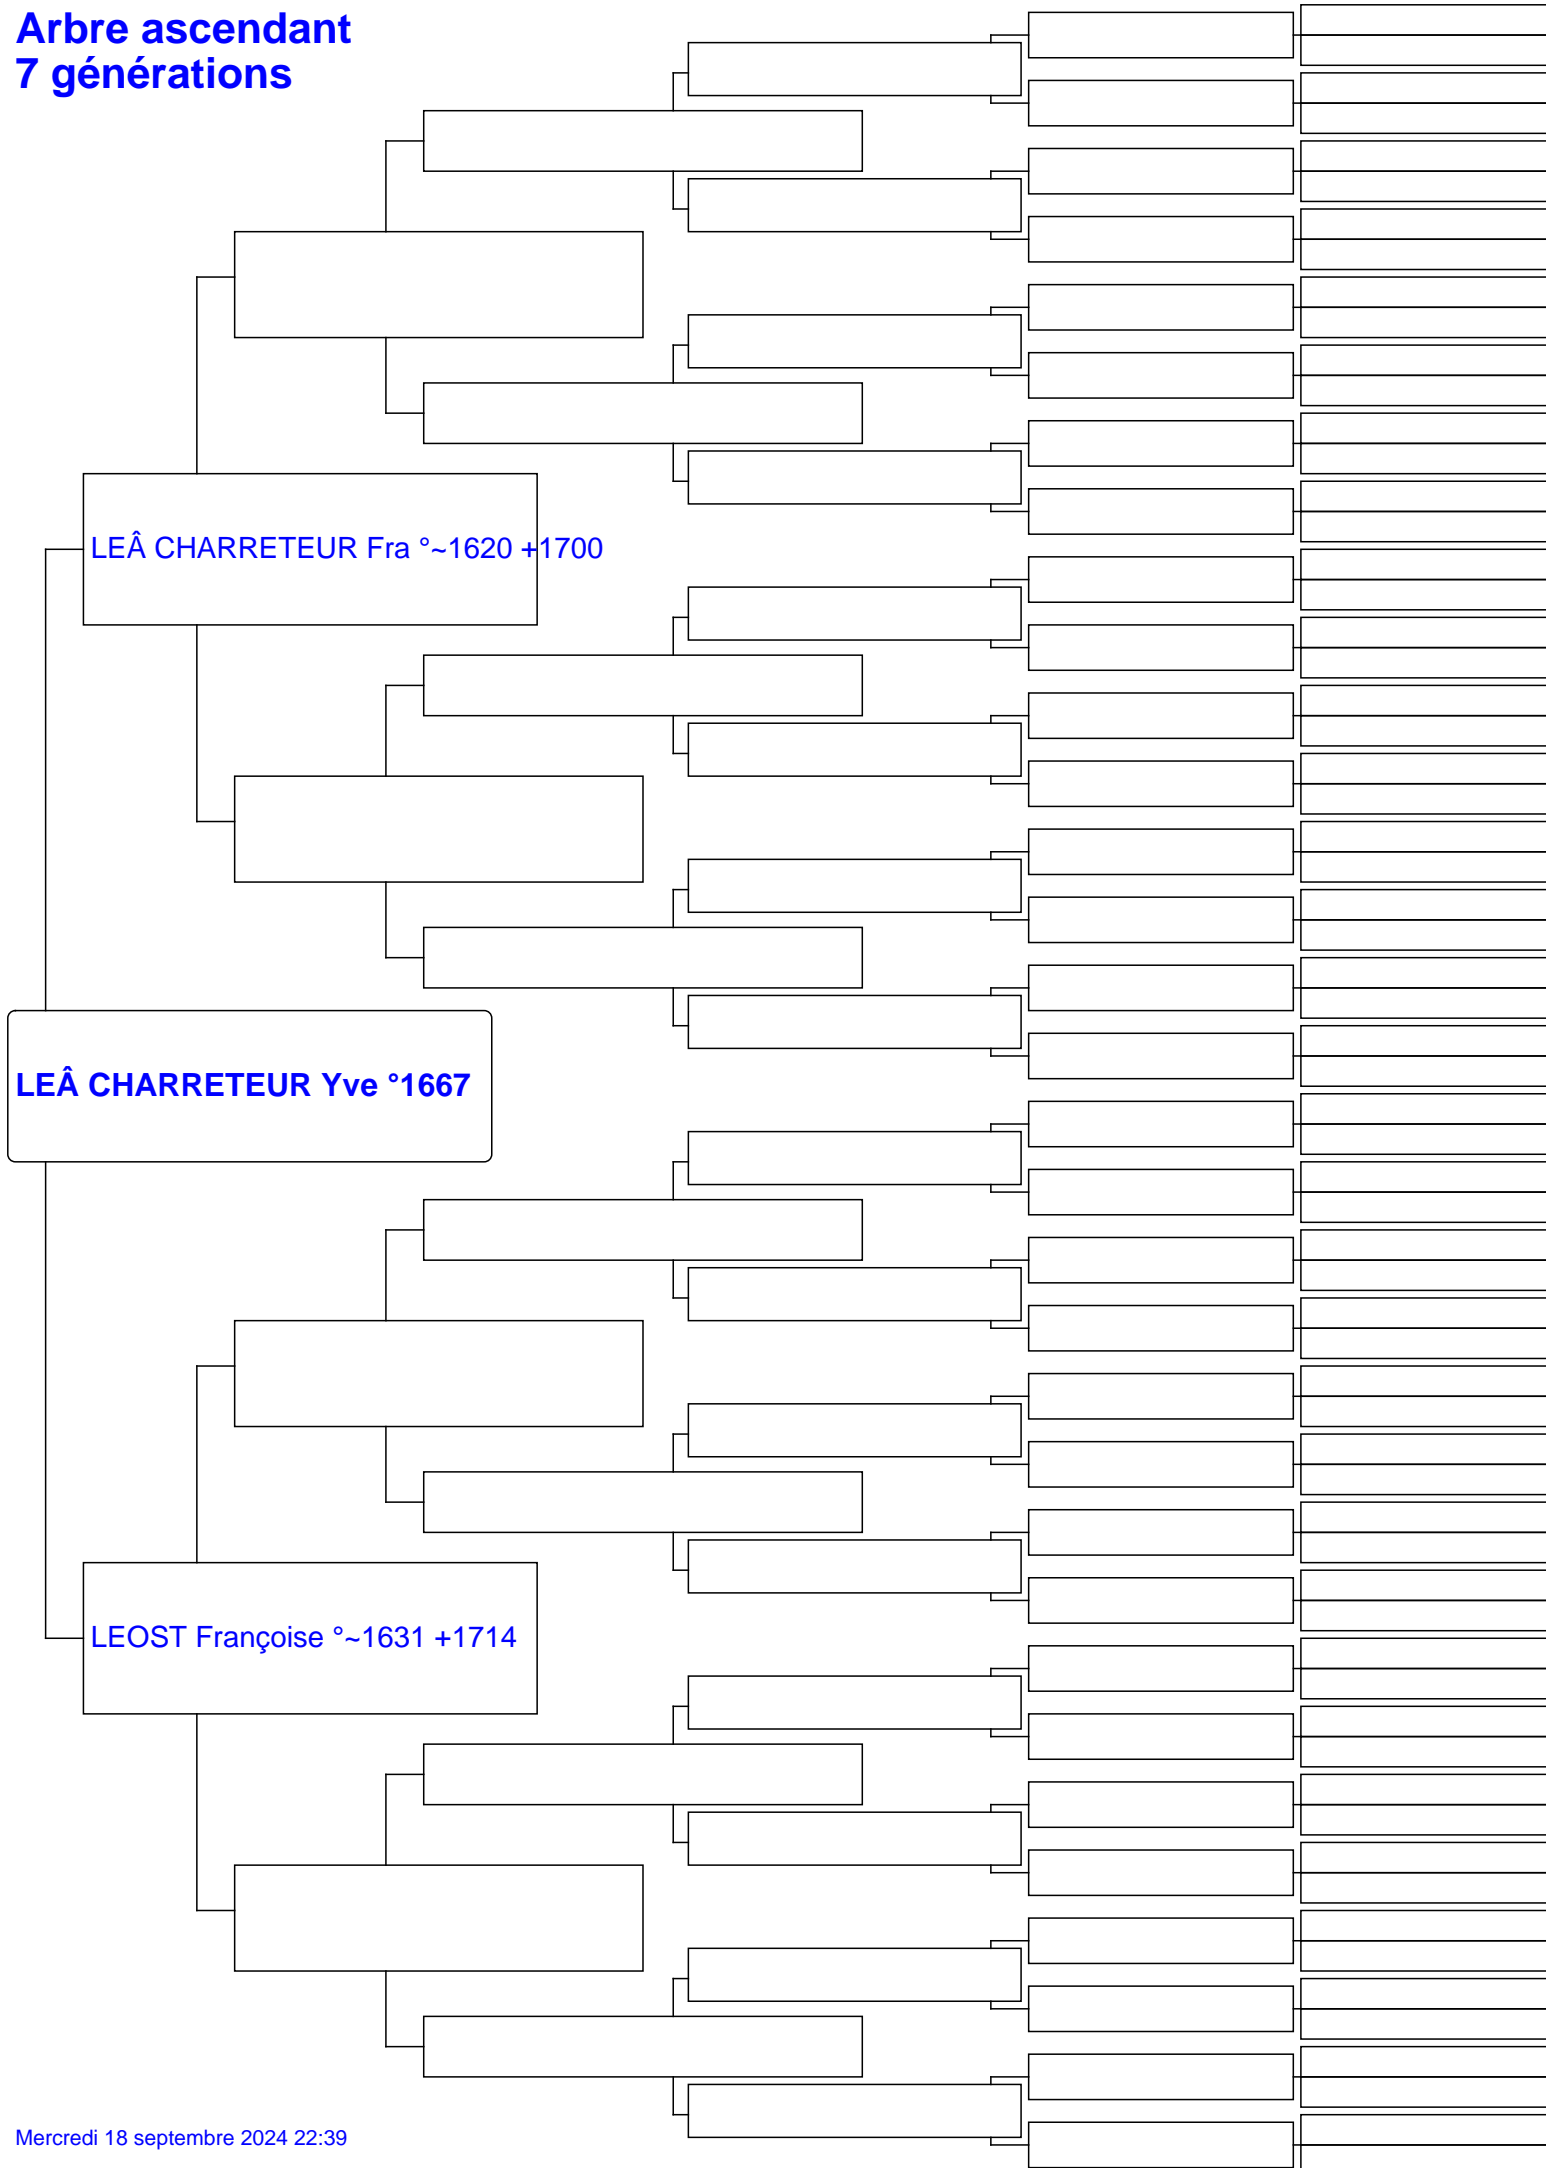 Arbre ascendant
7 générations
LEÂ CHARRETEUR Fra °~1620 +1700
LEÂ CHARRETEUR Yve °1667
LEOST Françoise °~1631 +1714
Mercredi 18 septembre 2024 22:39